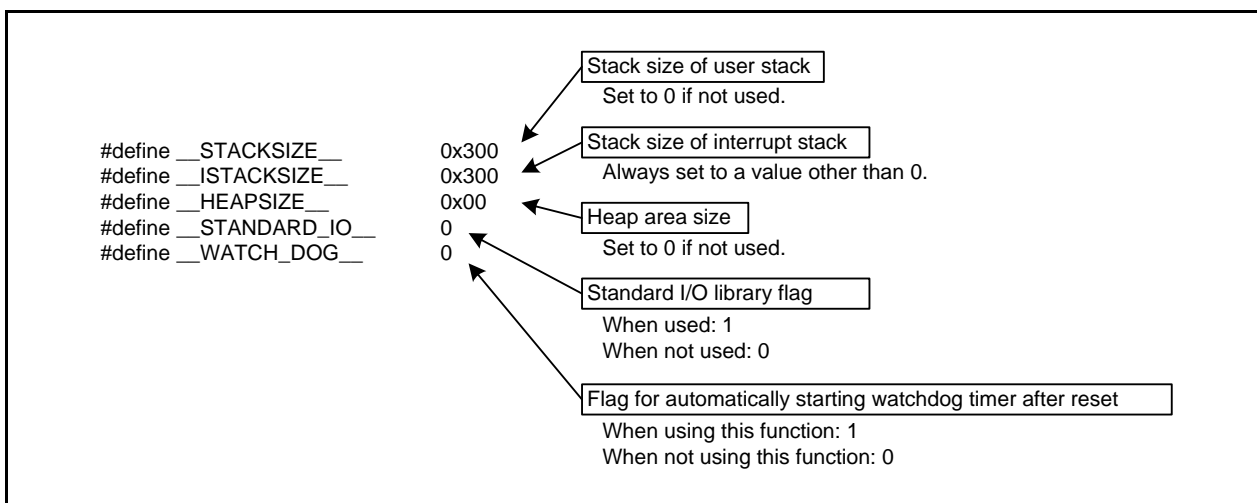 Stack size of user stack
Set to 0 if not used.
#define __STACKSIZE__ 0x300
Stack size of interrupt stack
#define __ISTACKSIZE__ 0x300
Always set to a value other than 0.
#define __HEAPSIZE__ 0x00
Heap area size
#define __STANDARD_IO__ 0
#define __WATCH_DOG__ 0
Set to 0 if not used.
Standard I/O library flag
When used: 1
When not used: 0
Flag for automatically starting watchdog timer after reset
When using this function: 1
When not using this function: 0